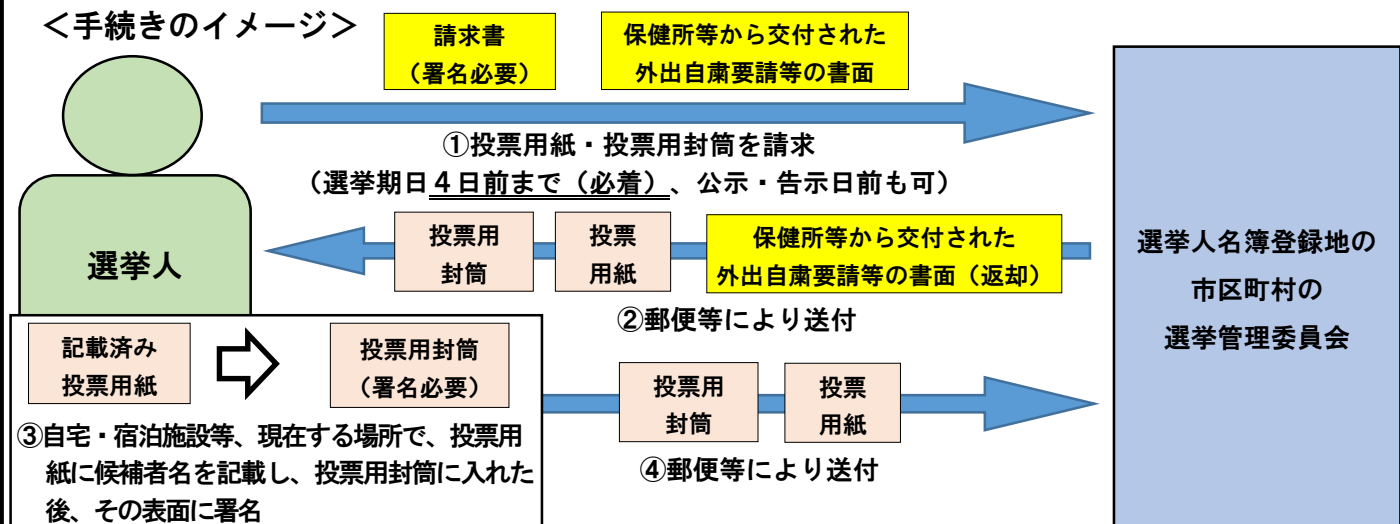 ＜手続きのイメージ＞
請求書
（署名必要）
保健所等から交付された
外出自粛要請等の書面
①投票用紙・投票用封筒を請求
（選挙期日４日前まで（必着）、公示・告示日前も可）
選挙人
投票用
封筒
投票
用紙
保健所等から交付された
外出自粛要請等の書面（返却）
②郵便等により送付
選挙人名簿登録地の
市区町村の
選挙管理委員会
記載済み
投票用紙
投票用封筒
（署名必要）
③自宅・宿泊施設等、現在する場所で、投票用
紙に候補者名を記載し、投票用封筒に入れた
後、その表面に署名
投票用
封筒
投票
用紙
④郵便等により送付